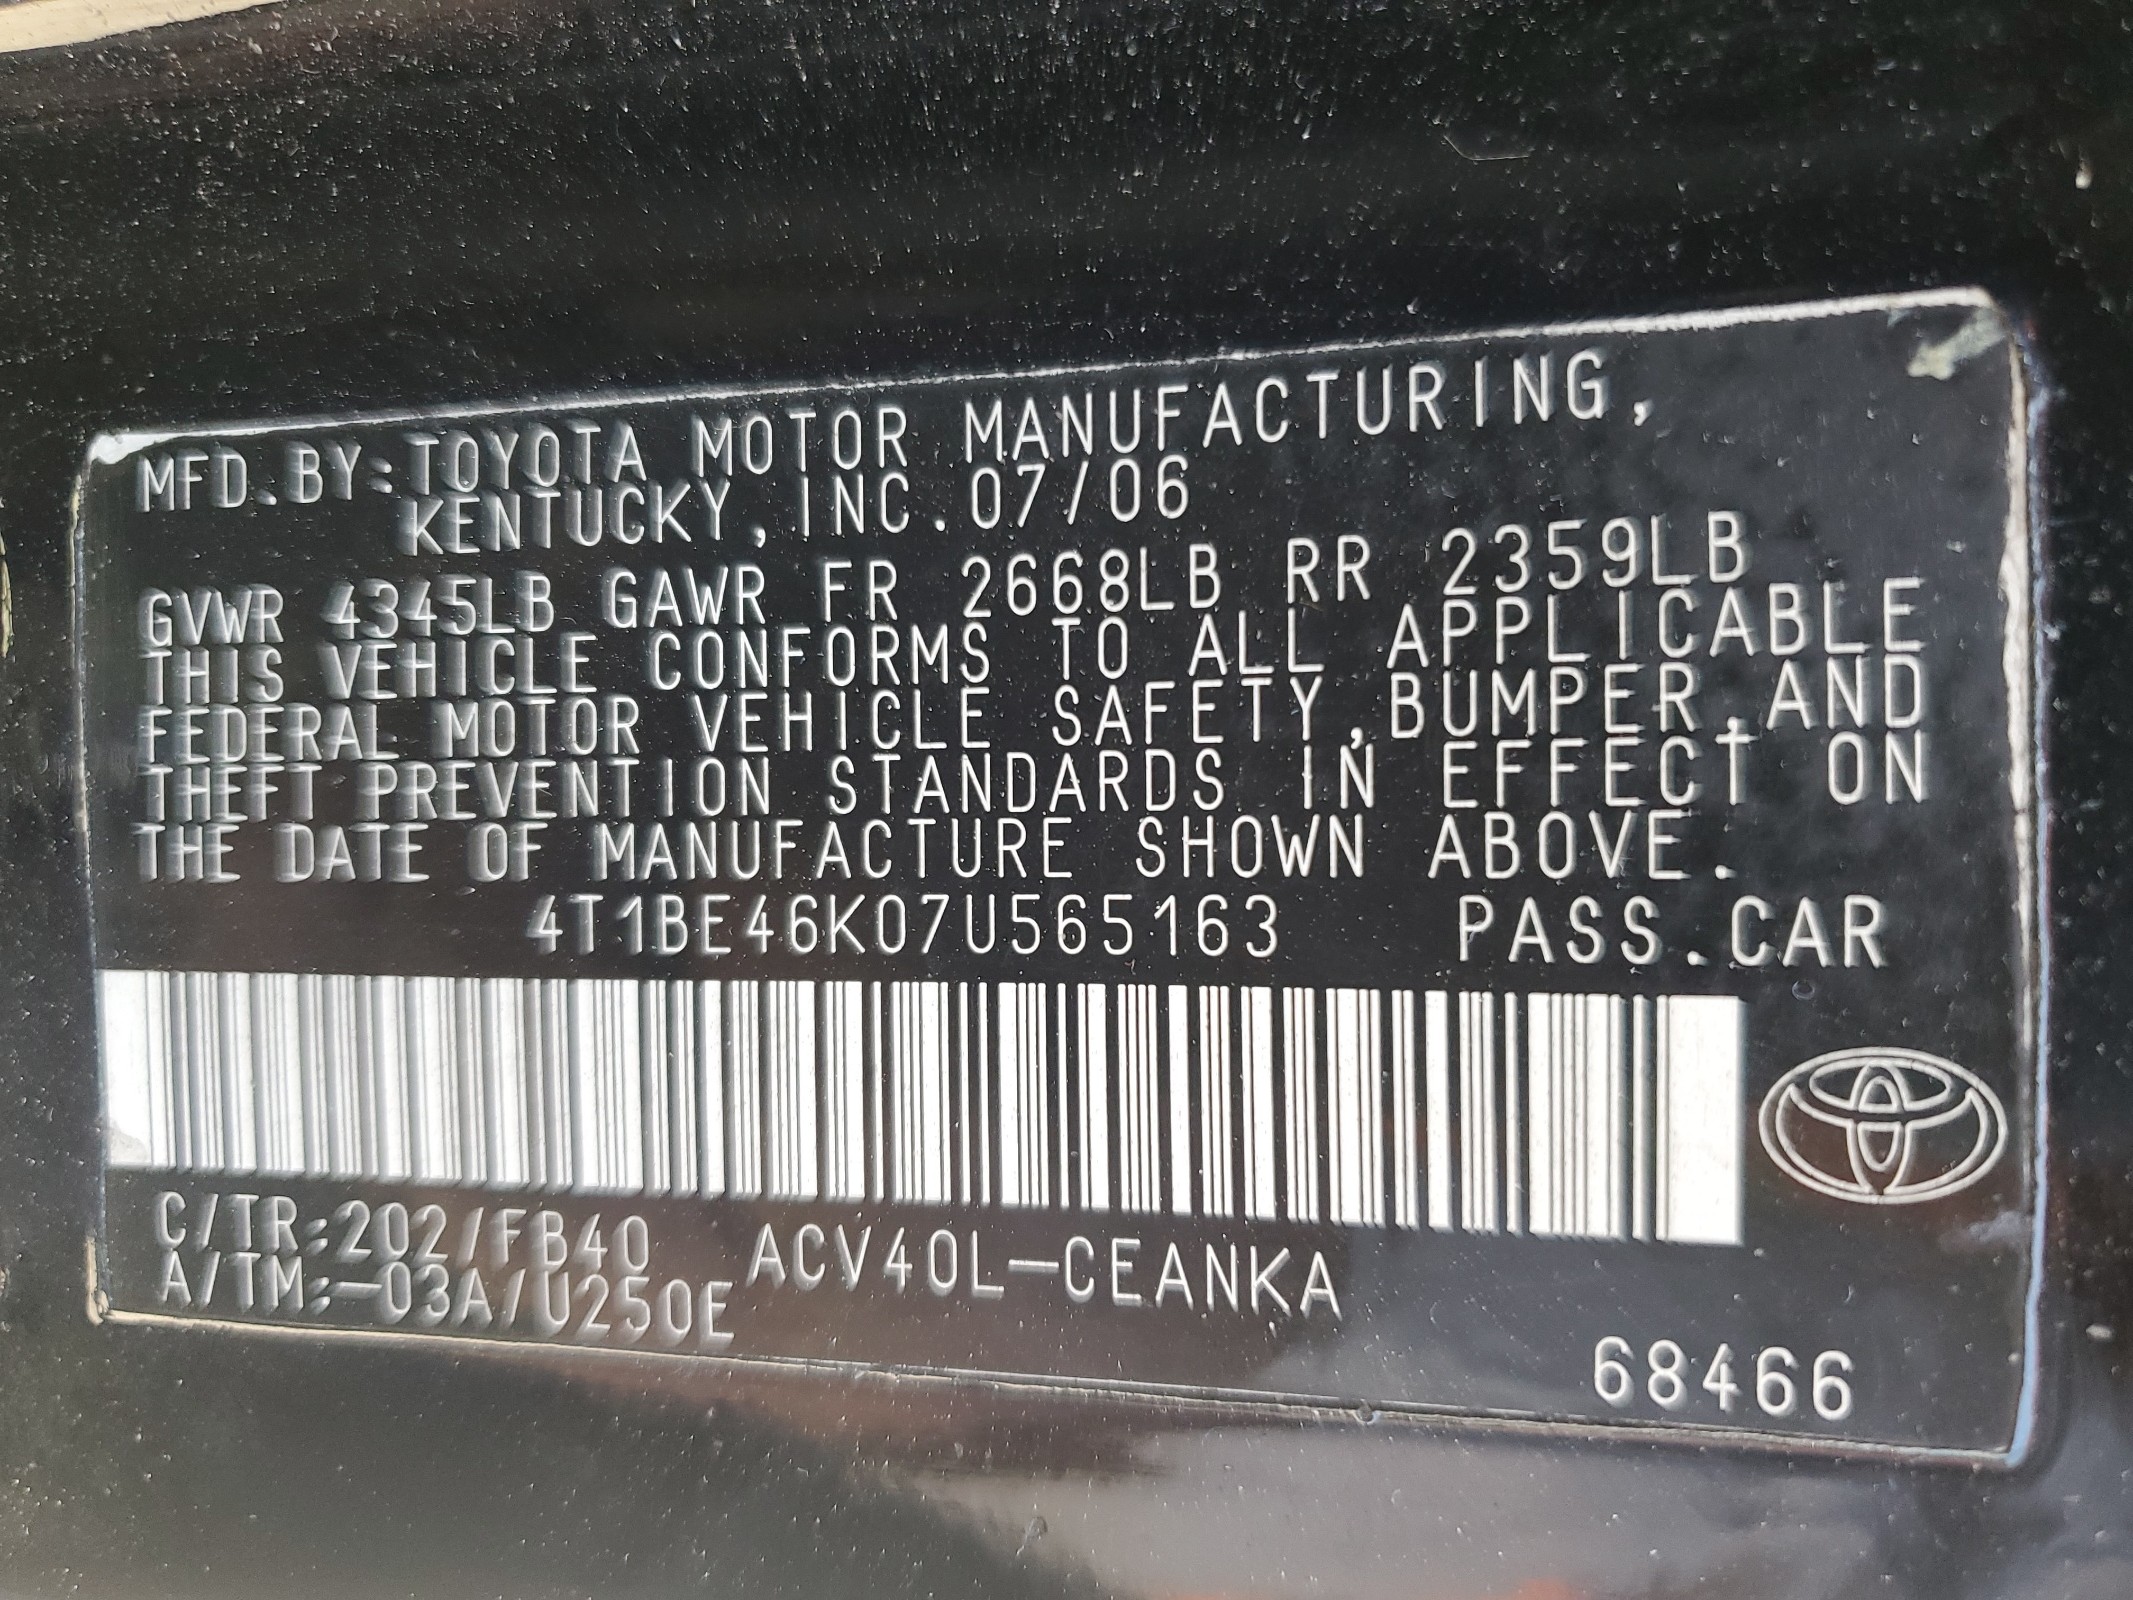 MFD.BY:TOYOTA MOTOR MANUFACTURING,
KENTUCKY,INC.07/06
GVWR 4345LB GAWR FR 2668LB RR 2359LB
THIS VEHICLE CONFORMS TO ALL APPLICABLE
FEDERAL MOTOR VEHICLE SAFETY,BUMPER,AND
THEFT PREVENTION STANDARDS IN EFFECT ON
THE DATE OF MANUFACTURE SHOWN ABOVE.
4T1BE46K07U565163 PASS.CAR
C/TR:202/FB40 ACV40L-CEANKA
A/TM:-03A/U250E
68466